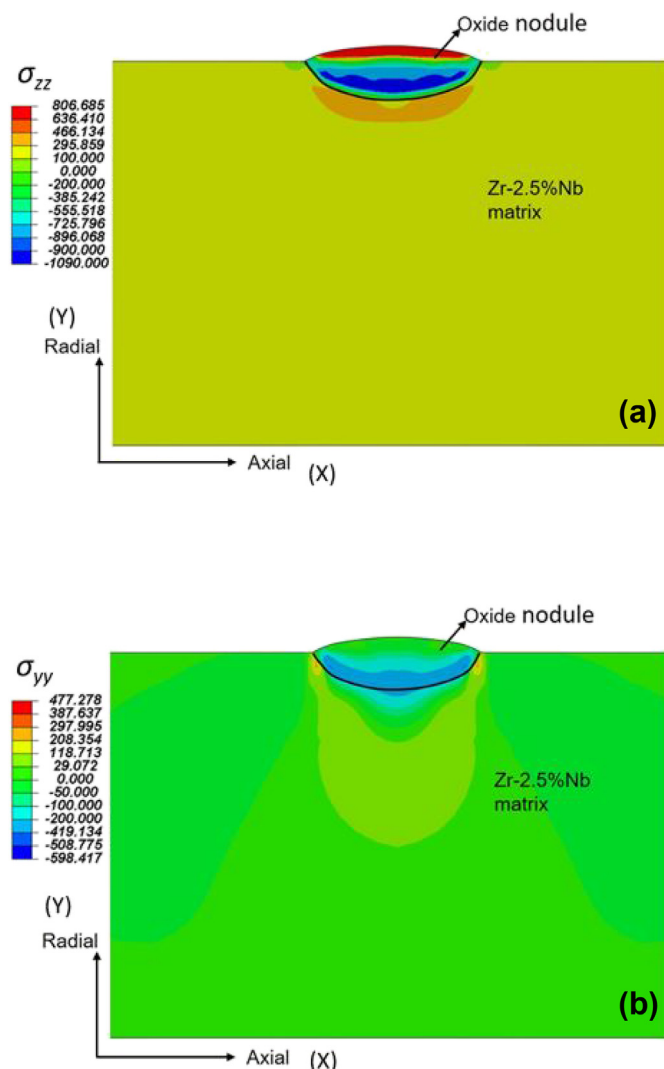 Oxide nodule
σzz
806.685
636.410
466.134
295.859
100.000
0.000
-200.000
-385.242
-555.518
-725.796
-896.068
-900.000
-1090.000
Zr-2.5%Nb
matrix
(Y)
Radial
(a)
Axial
(X)
Oxide nodule
σyy
477.278
387.637
297.995
208.354
118.713
29.072
0.000
-50.000
-100.000
-200.000
-419.134
-508.775
-598.417
Zr-2.5%Nb
matrix
(Y)
Radial
(b)
Axial
(X)